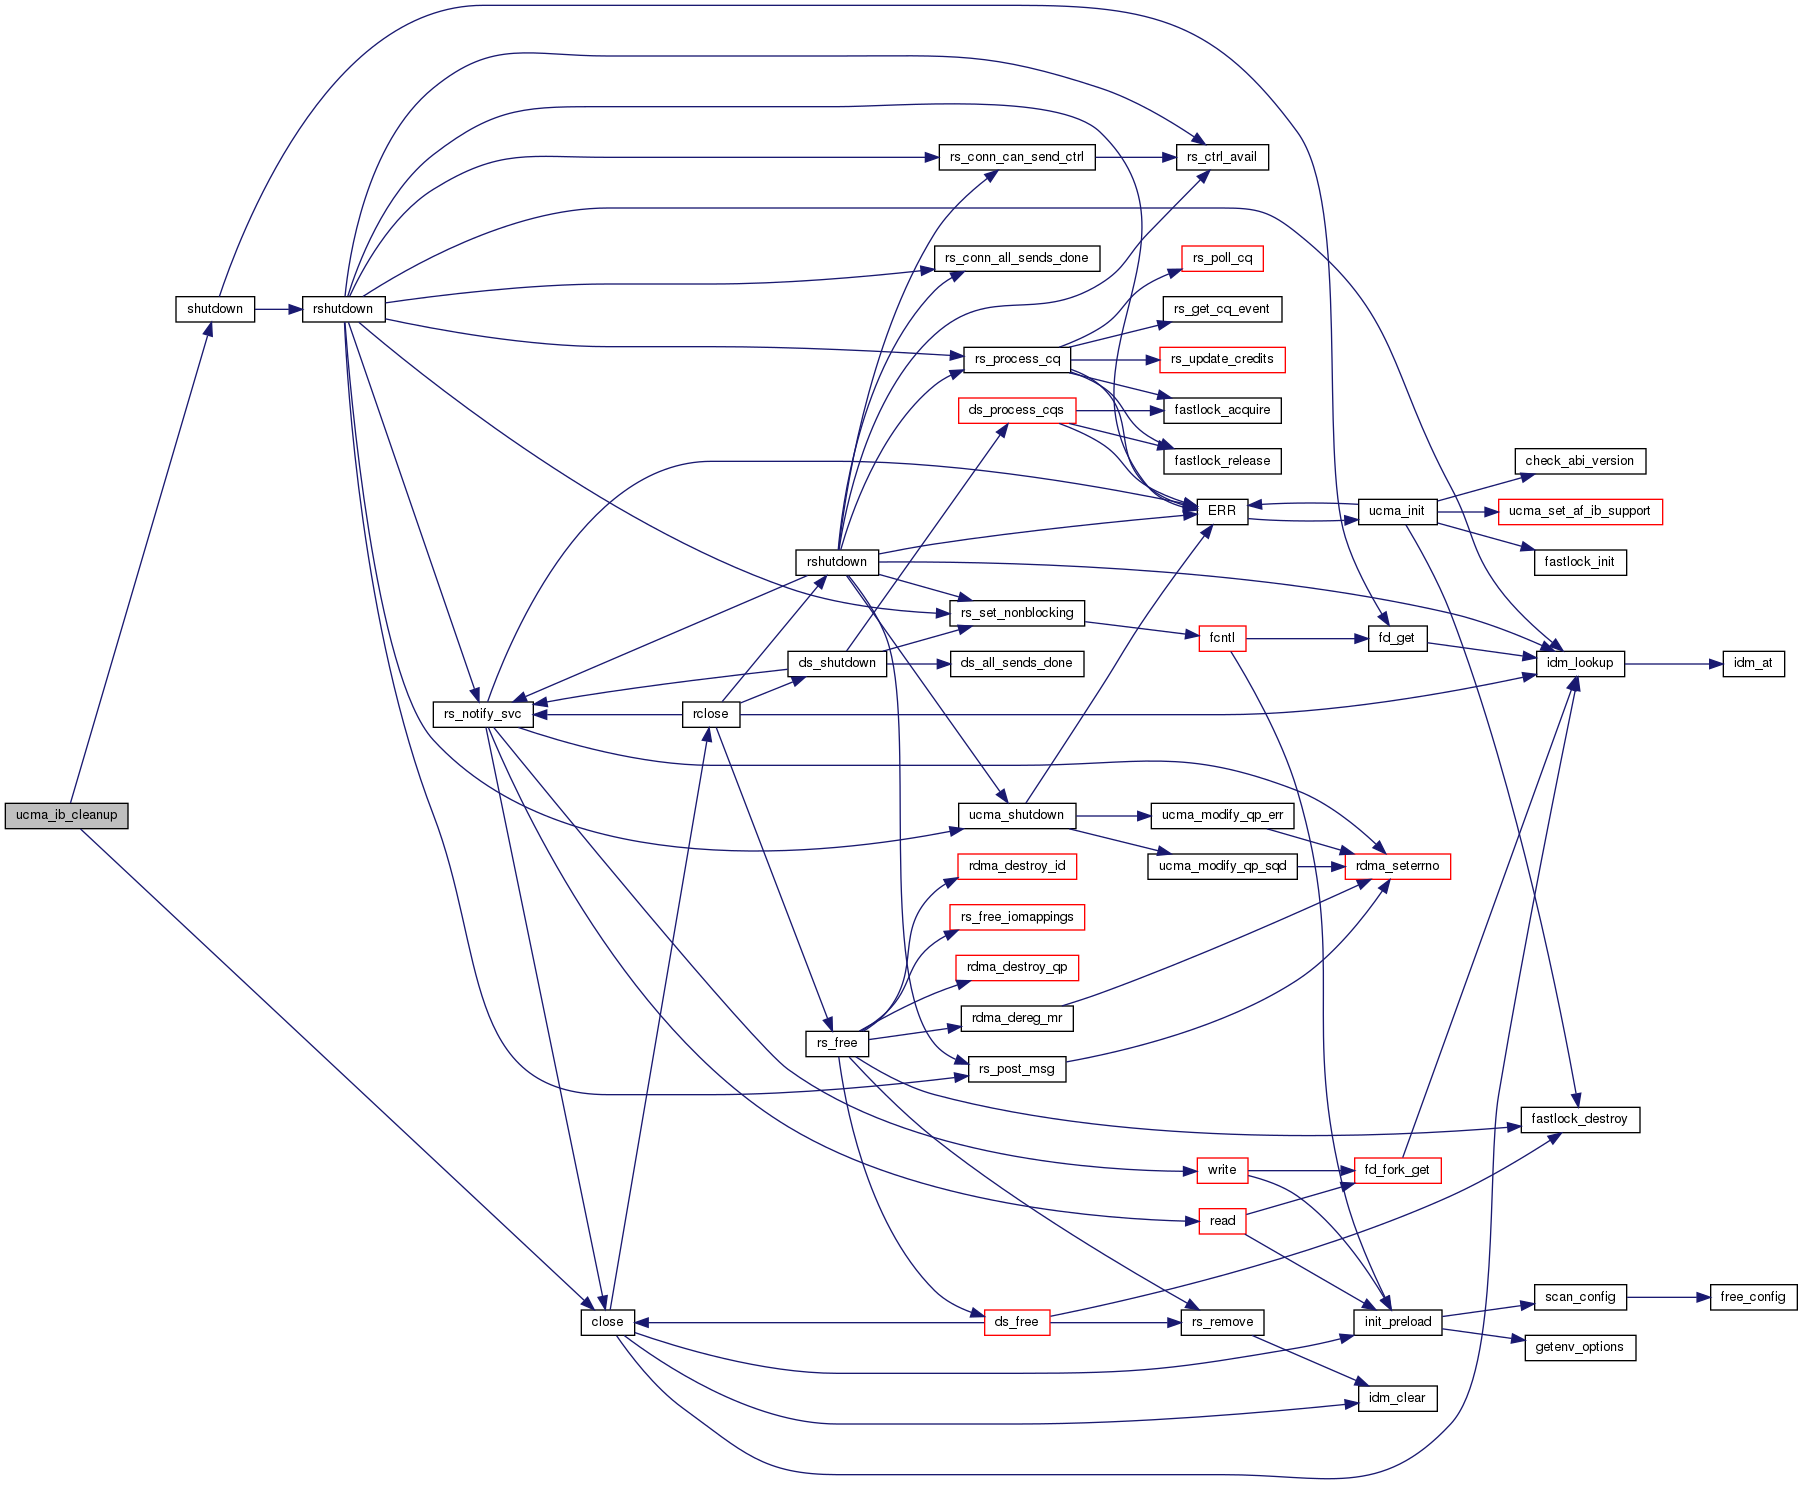 rs_conn_can_send_ctrl
rs_ctrl_avail
rs_conn_all_sends_done
rs_poll_cq
shutdown
rshutdown
rs_get_cq_event
rs_process_cq
rs_update_credits
ds_process_cqs
fastlock_acquire
fastlock_release
check_abi_version
ERR
ucma_init
ucma_set_af_ib_support
rshutdown
fastlock_init
rs_set_nonblocking
fcntl
fd_get
ds_shutdown
ds_all_sends_done
idm_lookup
idm_at
rs_notify_svc
rclose
ucma_ib_cleanup
ucma_shutdown
ucma_modify_qp_err
rdma_destroy_id
ucma_modify_qp_sqd
rdma_seterrno
rs_free_iomappings
rdma_destroy_qp
rdma_dereg_mr
rs_free
rs_post_msg
fastlock_destroy
write
fd_fork_get
read
scan_config
free_config
close
ds_free
rs_remove
init_preload
getenv_options
idm_clear